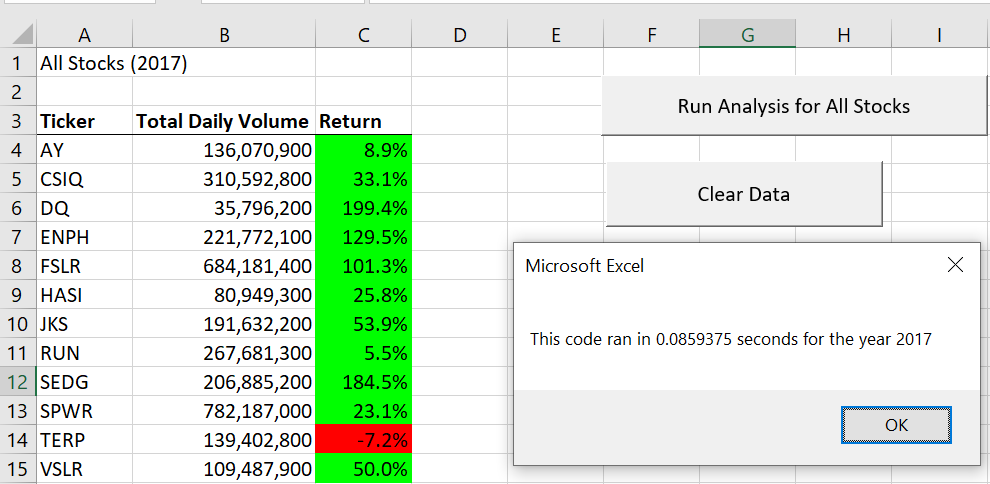 A B C D E F G H I
1 All Stocks (2017)
2
Run Analysis for All Stocks
3 Ticker Total Daily Volume Return
4 AY 136,070,900 8.9%
5 CSIQ 310,592,800 33.1%
Clear Data
6 DQ 35,796,200 199.4%
7 ENPH 221,772,100 129.5%
8 FSLR 684,181,400 101.3%
9 HASI 80,949,300 25.8%
10 JKS 191,632,200 53.9%
11 RUN 267,681,300 5.5%
12 SEDG 206,885,200 184.5%
13 SPWR 782,187,000 23.1%
14 TERP 139,402,800 -7.2%
15 VSLR 109,487,900 50.0%
Microsoft Excel
This code ran in 0.0859375 seconds for the year 2017
OK